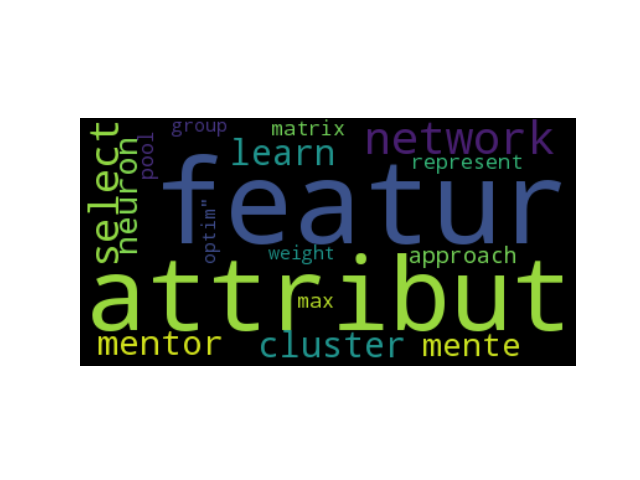 group
matrix
network
select
neuron
pool
learn
represent
featur
optim"
weight
approach
attribut
max
mentor
cluster
mente